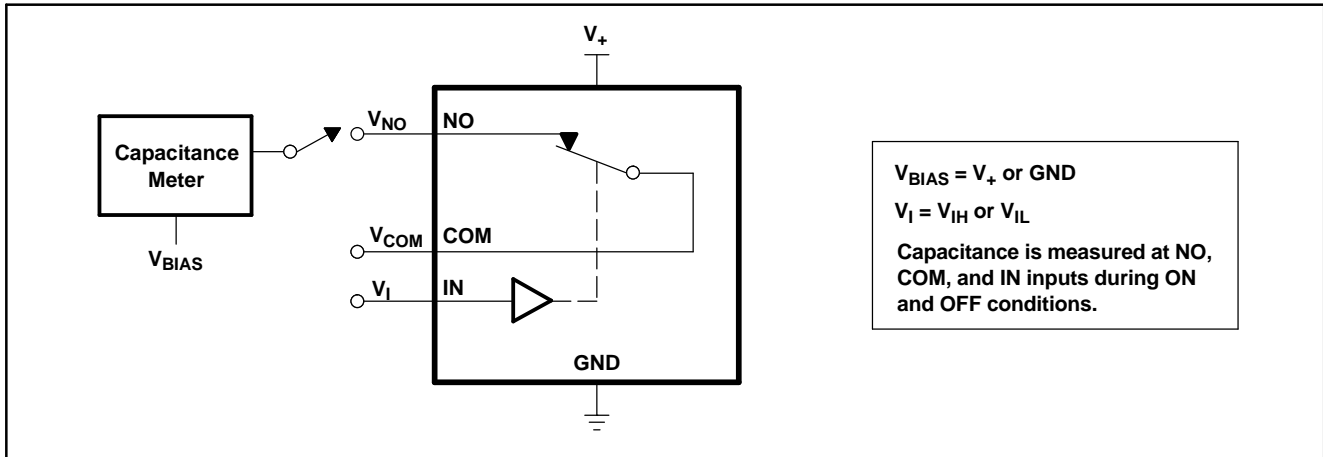 V+
VNO
NO
Capacitance
Meter
VBIAS
VCOM
COM
VI
IN
GND
VBIAS = V+ or GND
VI = VIH or VIL
Capacitance is measured at NO,
COM, and IN inputs during ON
and OFF conditions.